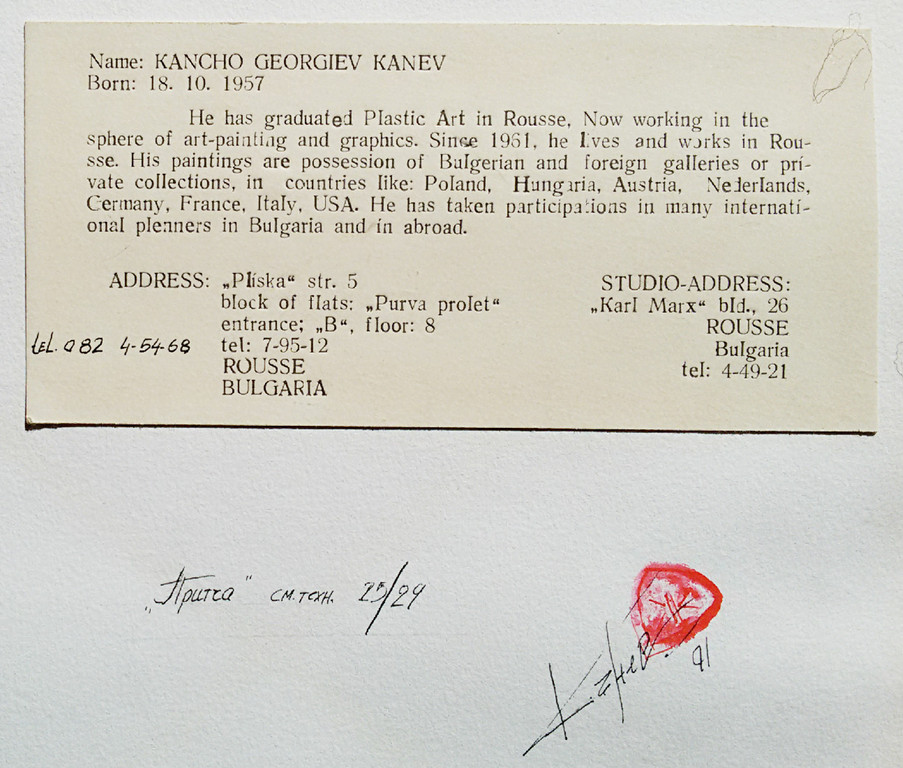 Name: KANCHO GEORGIEV KANEV
Born: 18. 10. 1957
He has graduated Plastic Art in Rousse, Now working in the
sphere of art-painting and graphics. Since 1961, he lives and works in Rou-
sse. His paintings are possession of Bulgerian and foreign galleries or pri-
vate collections, in countries like: Poland, Hungaria, Austria, Nederlands,
Germany, France, Italy, USA. He has taken participations in many internati-
onal plenners in Bulgaria and in abroad.
ADDRESS: „Pliska“ str. 5
block of flats: „Purva prolet“
entrance; „B“, floor: 8
tel. 082 4-54-68 tel: 7-95-12
ROUSSE
BULGARIA
STUDIO-ADDRESS:
„Karl Marx“ bld., 26
ROUSSE
Bulgaria
tel: 4-49-21
„Притча“ см. техн. 25/29
К. Кънев 91